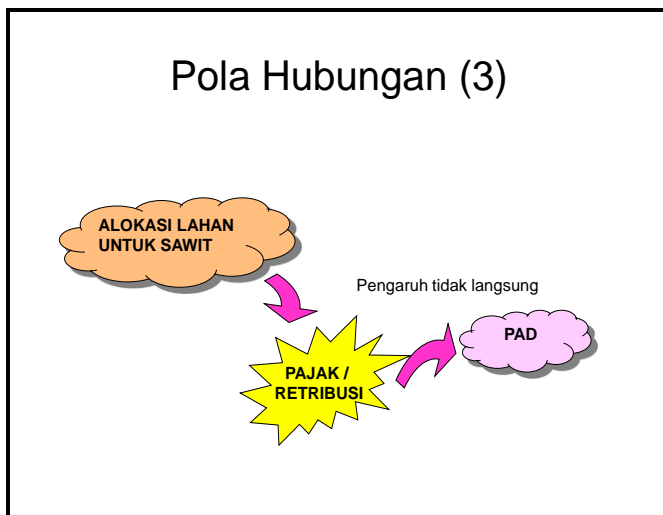 Pola Hubungan (3)
ALOKASI LAHAN
UNTUK SAWIT
Pengaruh tidak langsung
PAD
PAJAK /
RETRIBUSI